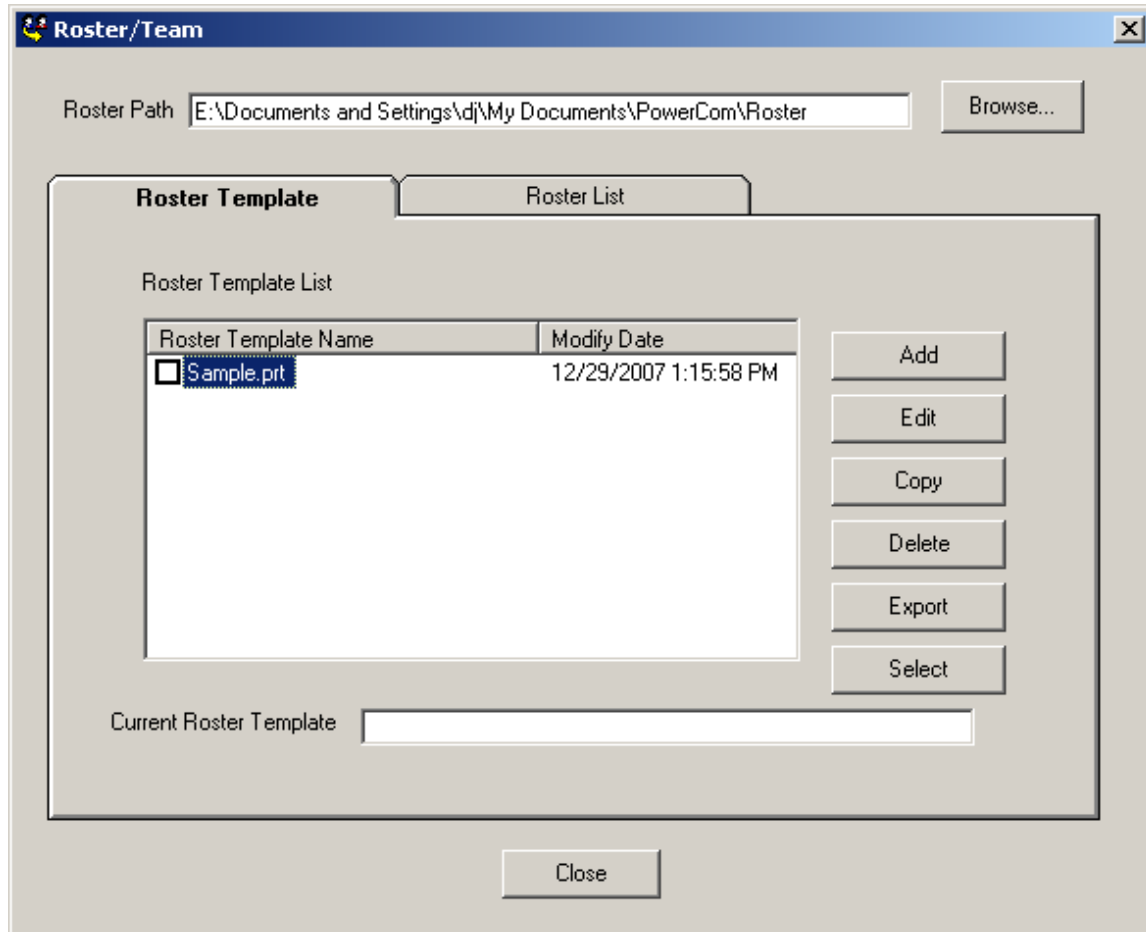 Roster/Team
Roster Path E:\Documents and Settings\dj\My Documents\PowerCom\Roster Browse...
Roster Template Roster List
Roster Template List
Roster Template Name Modify Date
Sample.prt 12/29/2007 1:15:58 PM
Add
Edit
Copy
Delete
Export
Select
Current Roster Template
Close